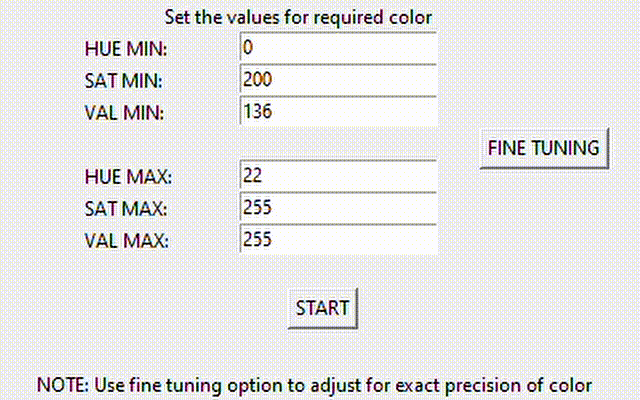 Set the values for required color
HUE MIN: 0
SAT MIN: 200
VAL MIN: 136
FINE TUNING
HUE MAX: 22
SAT MAX: 255
VAL MAX: 255
START
NOTE: Use fine tuning option to adjust for exact precision of color